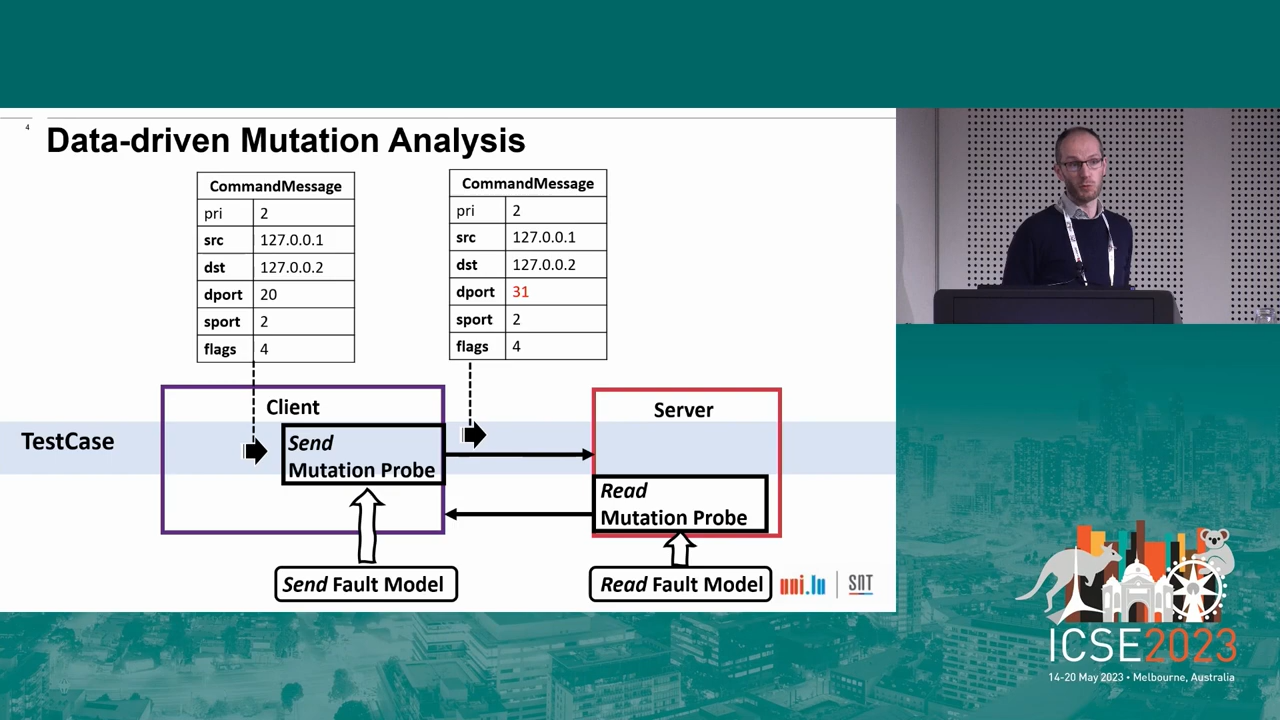 4
Data-driven Mutation Analysis
CommandMessage
pri 2
src 127.0.0.1
dst 127.0.0.2
dport 20
sport 2
flags 4
CommandMessage
pri 2
src 127.0.0.1
dst 127.0.0.2
dport 31
sport 2
flags 4
TestCase
Client
Send
Mutation Probe
Server
Read
Mutation Probe
Send Fault Model
Read Fault Model
uni.lu
SNT
ICSE2023
14-20 May 2023 • Melbourne, Australia